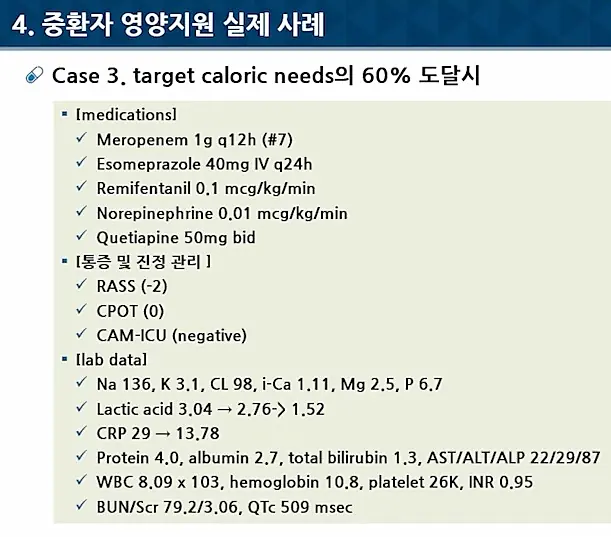 4. 중환자 영양지원 실제 사례
Case 3. target caloric needs의 60% 도달시
[medications]
Meropenem 1g q12h (#7)
Esomeprazole 40mg IV q24h
Remifentanil 0.1 mcg/kg/min
Norepinephrine 0.01 mcg/kg/min
Quetiapine 50mg bid
[통증 및 진정 관리 ]
RASS (-2)
CPOT (0)
CAM-ICU (negative)
[lab data]
Na 136, K 3.1, CL 98, i-Ca 1.11, Mg 2.5, P 6.7
Lactic acid 3.04 → 2.76-> 1.52
CRP 29 → 13.78
Protein 4.0, albumin 2.7, total bilirubin 1.3, AST/ALT/ALP 22/29/87
WBC 8.09 x 103, hemoglobin 10.8, platelet 26K, INR 0.95
BUN/Scr 79.2/3.06, QTc 509 msec